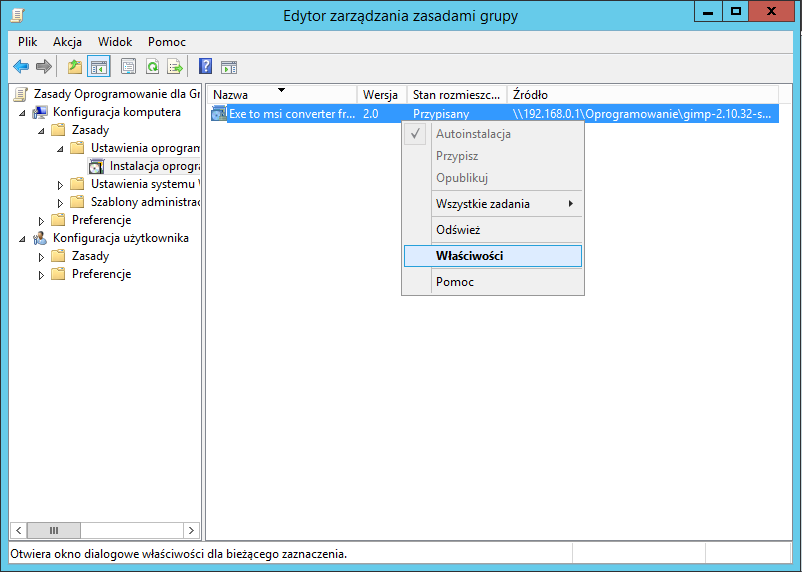 Edytor zarządzania zasadami grupy
Plik Akcja Widok Pomoc
Zasady Oprogramowanie dla Gr
Konfiguracja komputera
Zasady
Ustawienia oprogram
Instalacja oprogra
Ustawienia systemu W
Szablony administrac
Preferencje
Konfiguracja użytkownika
Zasady
Preferencje
Nazwa Wersja Stan rozmieszc... Źródło
Exe to msi converter fr... 2.0 Przypisany \\192.168.0.1\Oprogramowanie\gimp-2.10.32-s...
Autoinstalacja
Przypisz
Opublikuj
Wszystkie zadania
Odśwież
Właściwości
Pomoc
Otwiera okno dialogowe właściwości dla bieżącego zaznaczenia.